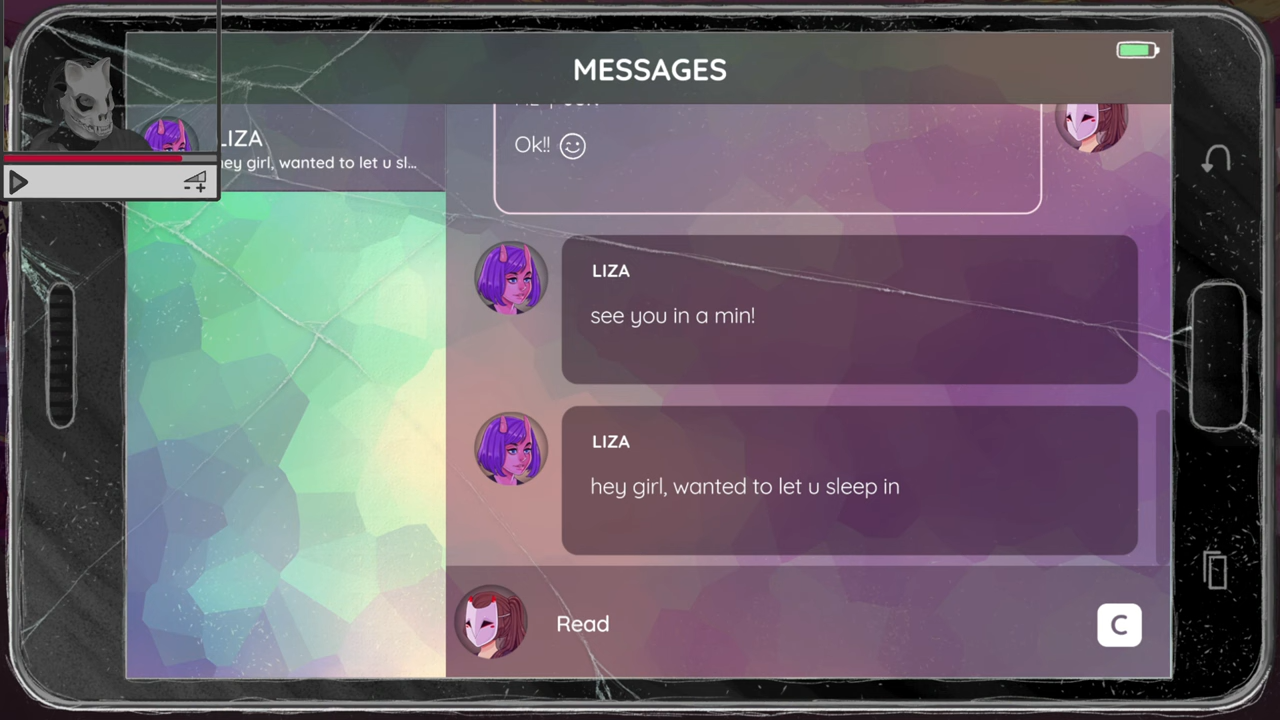 MESSAGES
LIZA
hey girl, wanted to let u sl...
Ok!! ☺
LIZA
see you in a min!
LIZA
hey girl, wanted to let u sleep in
Read
C